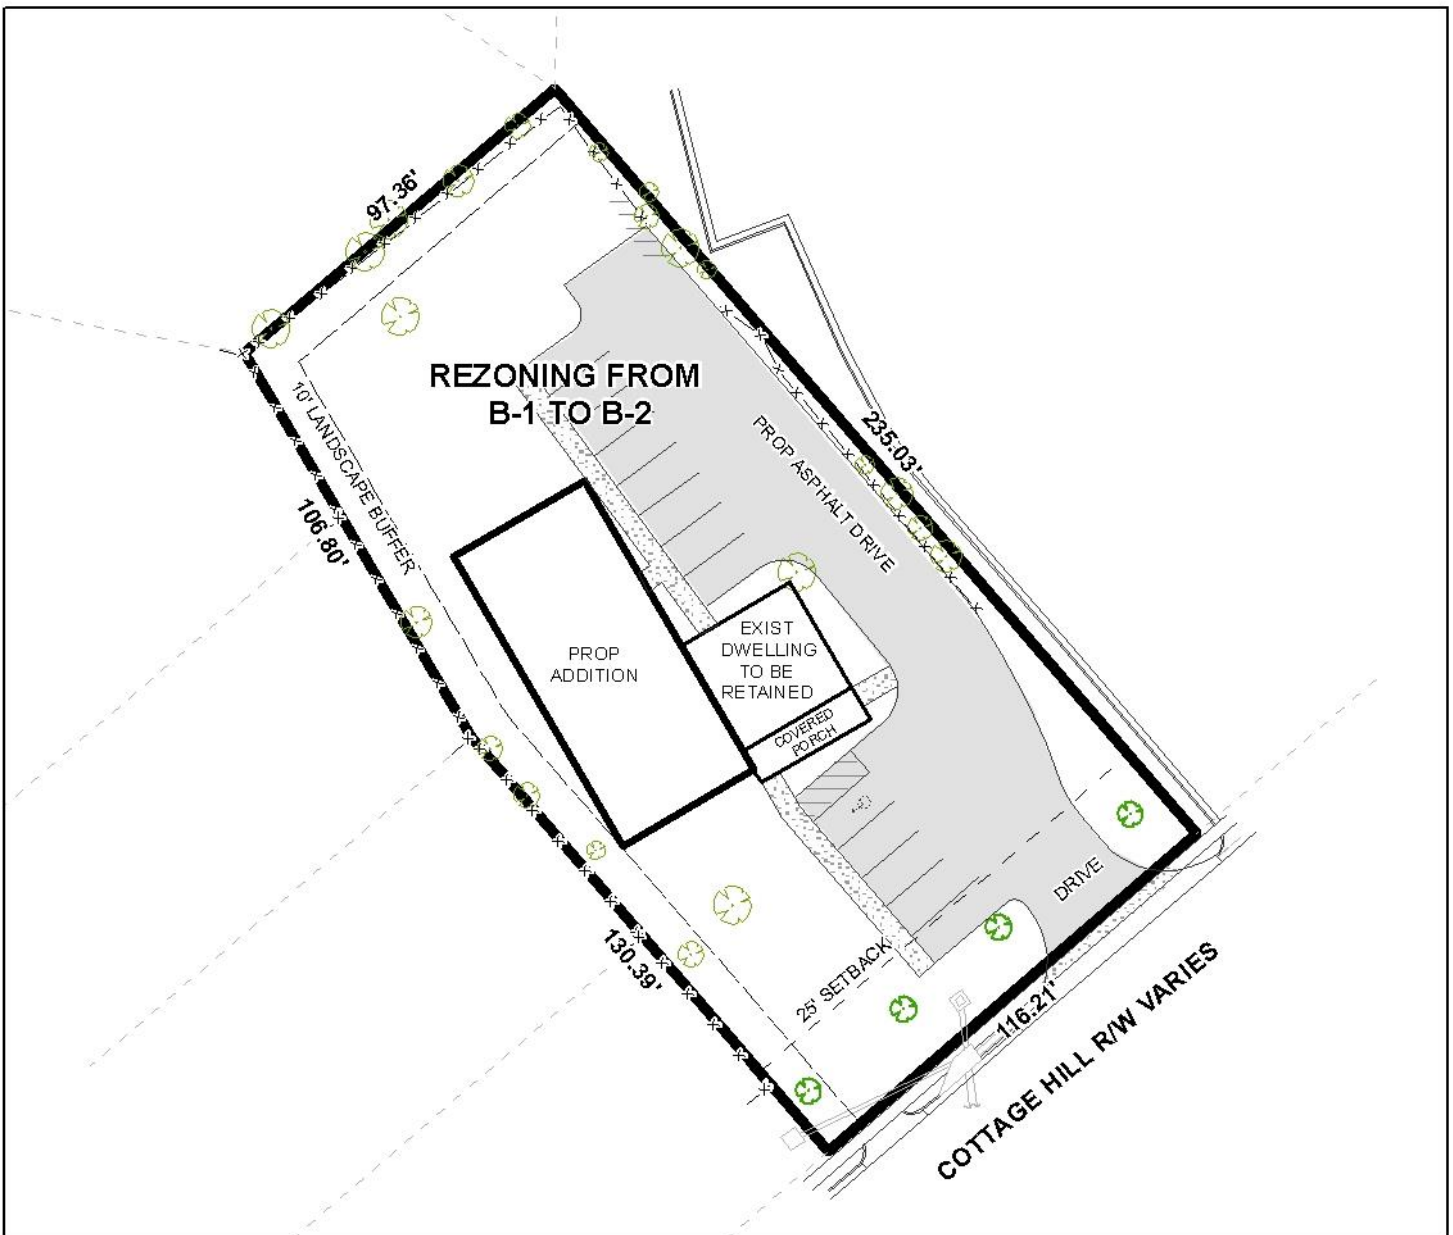 97.36'
REZONING FROM
B-1 TO B-2
10' LANDSCAPE BUFFER
235.03'
PROP ASPHALT DRIVE
106.80'
EXIST
DWELLING
TO BE
RETAINED
PROP
ADDITION
COVERED
PORCH
DRIVE
130.39'
25' SETBACK
116.21'
COTTAGE HILL R/W VARIES